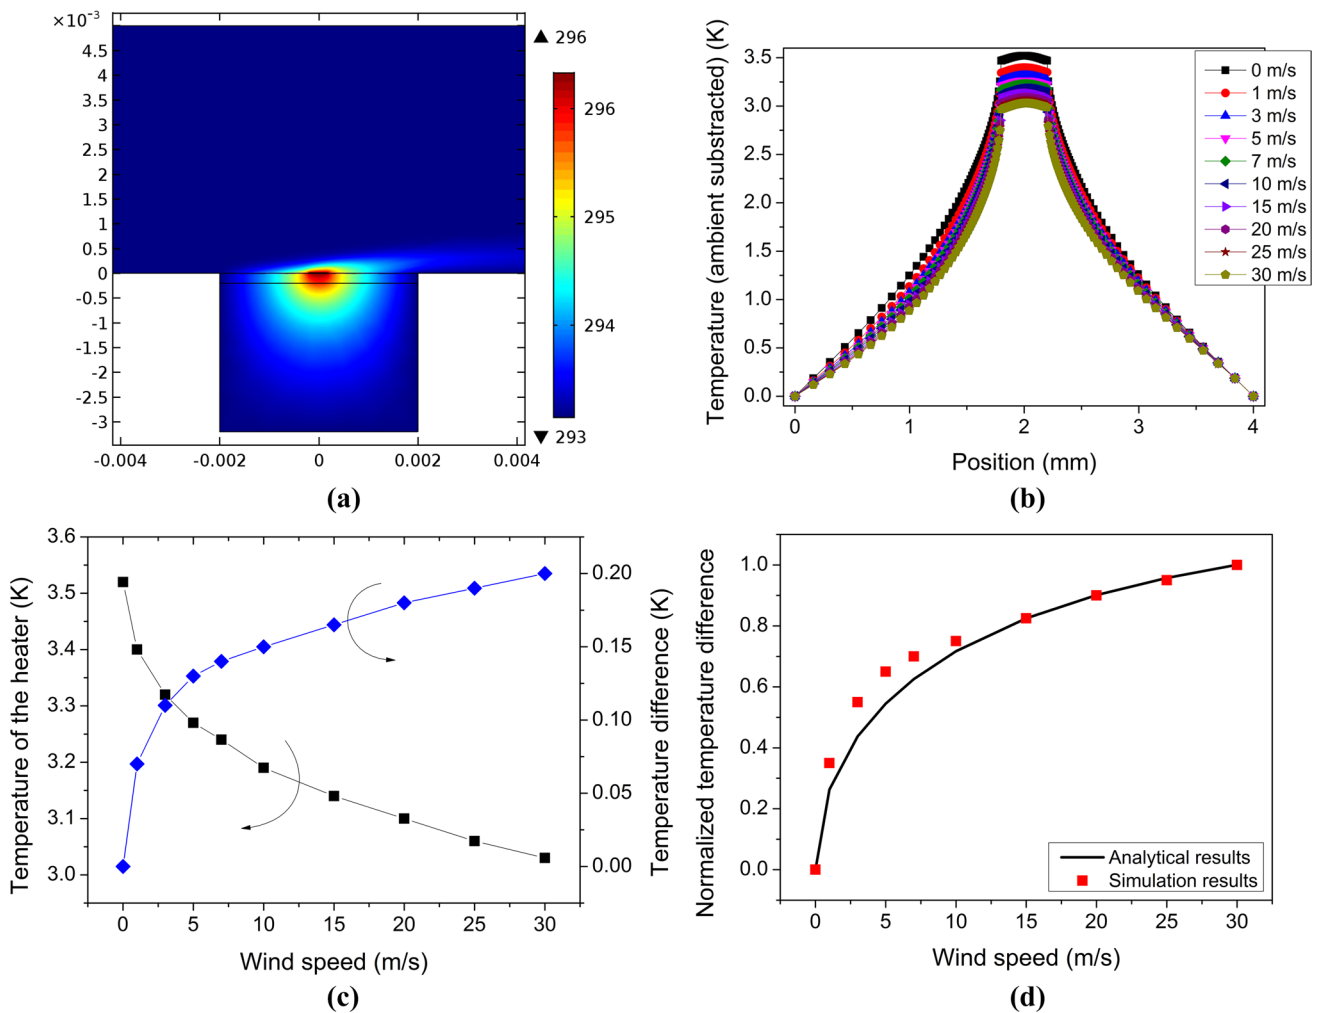 ×10⁻³
4.5
4
3.5
3
2.5
2
1.5
1
0.5
0
-0.5
-1
-1.5
-2
-2.5
-3
-0.004 -0.002 0 0.002 0.004
296
296
295
294
293
(a)
Temperature (ambient substracted) (K)
3.5
3.0
2.5
2.0
1.5
1.0
0.5
0.0
0 1 2 3 4
Position (mm)
0 m/s
1 m/s
3 m/s
5 m/s
7 m/s
10 m/s
15 m/s
20 m/s
25 m/s
30 m/s
(b)
Temperature of the heater (K)
3.6
3.5
3.4
3.3
3.2
3.1
3.0
0 5 10 15 20 25 30
Wind speed (m/s)
0.20
0.15
0.10
0.05
0.00
Temperature difference (K)
(c)
Normalized temperature difference
1.0
0.8
0.6
0.4
0.2
0.0
0 5 10 15 20 25 30
Wind speed (m/s)
Analytical results
Simulation results
(d)